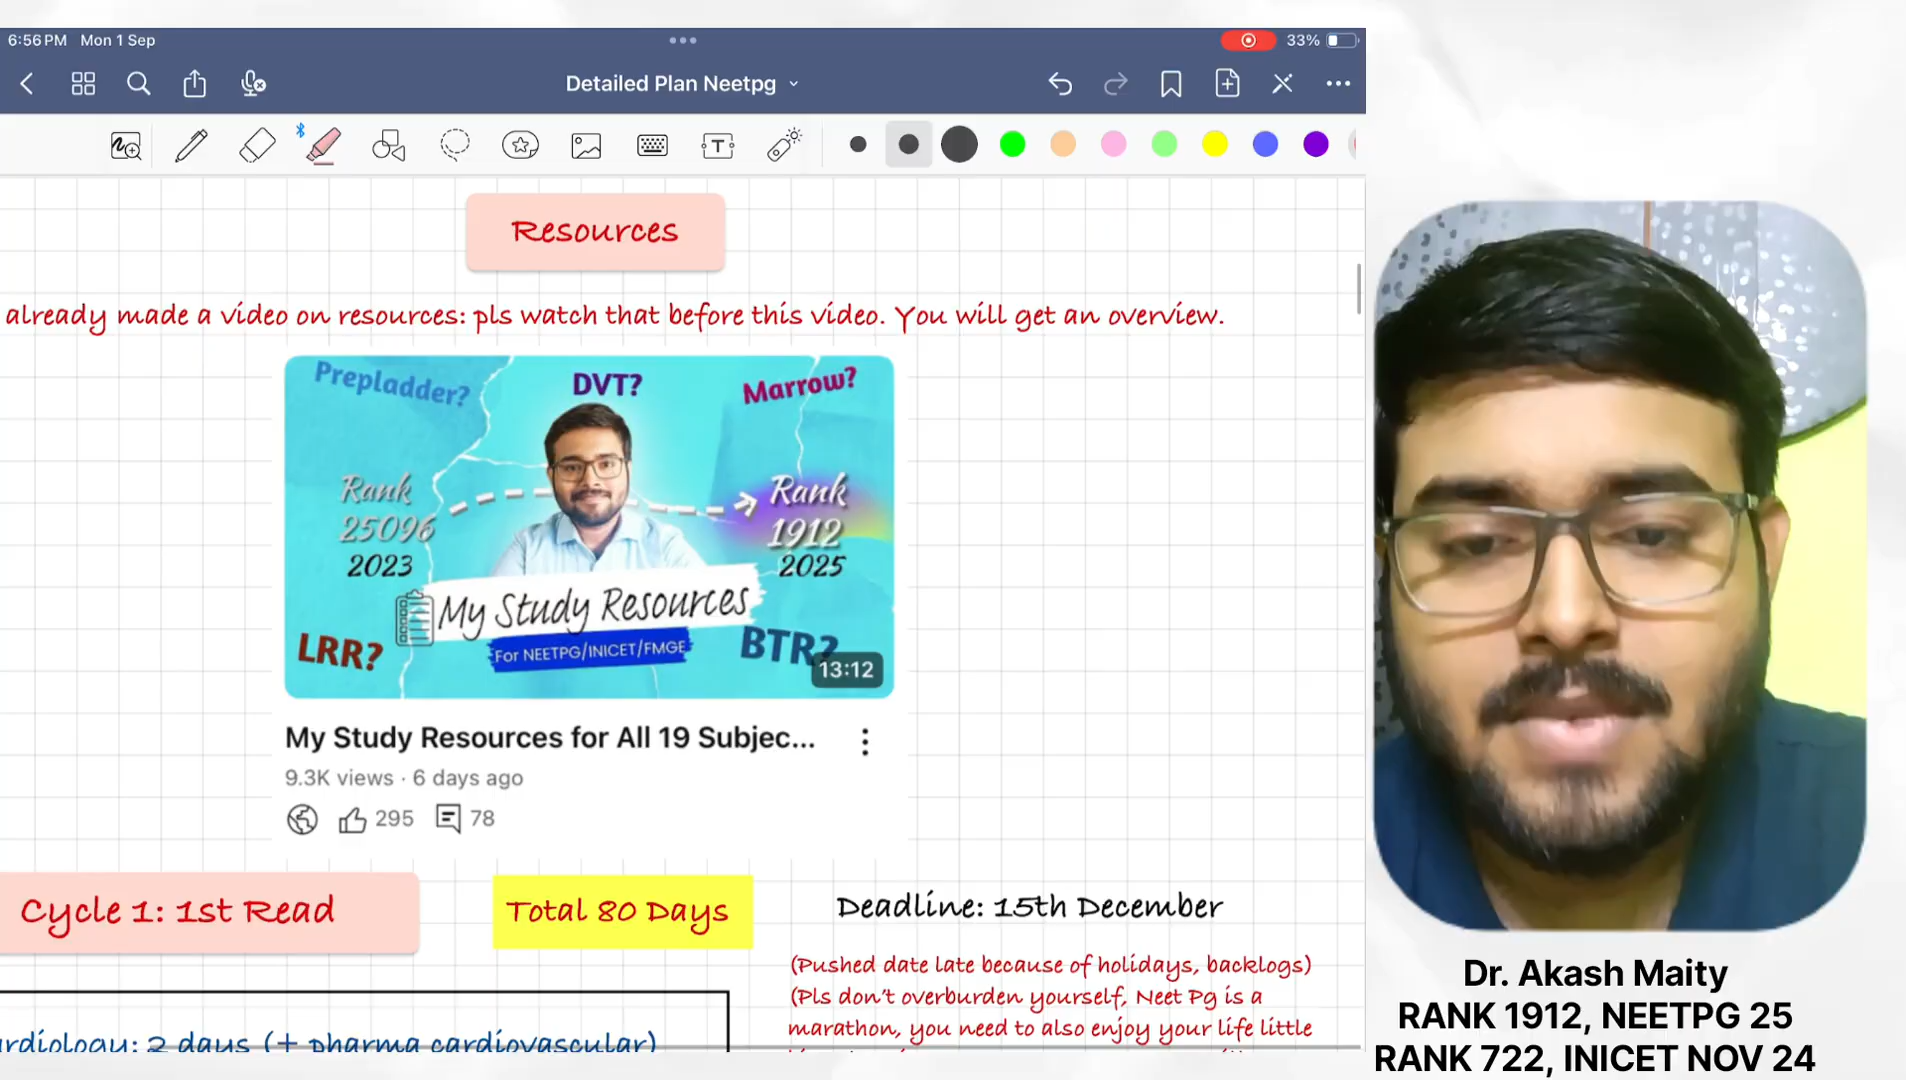 6:56 PM Mon 1 Sep
33%
Detailed Plan Neetpg
T
Resources
already made a video on resources: pls watch that before this video. You will get an overview.
Prepladder?
DVT?
Marrow?
Rank
25096
2023
Rank
1912
2025
My Study Resources
For NEETPG/INICET/FMGE
LRR?
BTR?
13:12
My Study Resources for All 19 Subjec...
9.3K views · 6 days ago
295
78
Cycle 1: 1st Read
Total 80 Days
Deadline: 15th December
(Pushed date late because of holidays, backlogs)
(Pls don't overburden yourself, Neet Pg is a
marathon, you need to also enjoy your life little
rdiology: 2 days (+ pharma cardiovascular)
Dr. Akash Maity
RANK 1912, NEETPG 25
RANK 722, INICET NOV 24